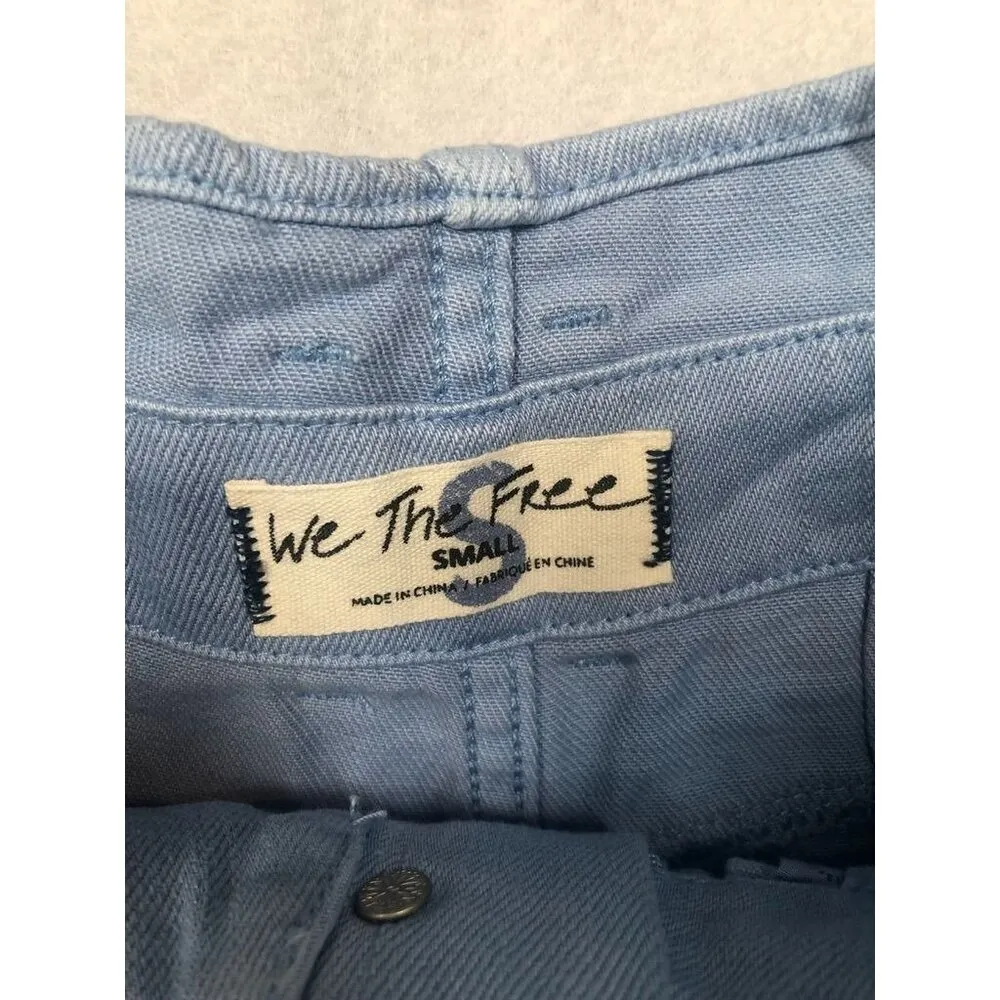 S
We The Free
SMALL
MADE IN CHINA / FABRIQUÉ EN CHINE